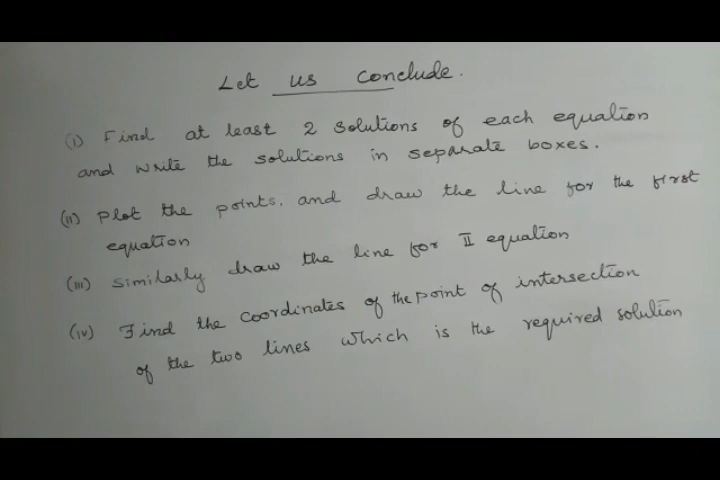 Let us conclude.
(i) Find at least 2 solutions of each equation
and write the solutions in separate boxes.
(ii) plot the points, and draw the line for the first
equation
(iii) similarly draw the line for II equation
(iv) Find the coordinates of the point of intersection
of the two lines which is the required solution